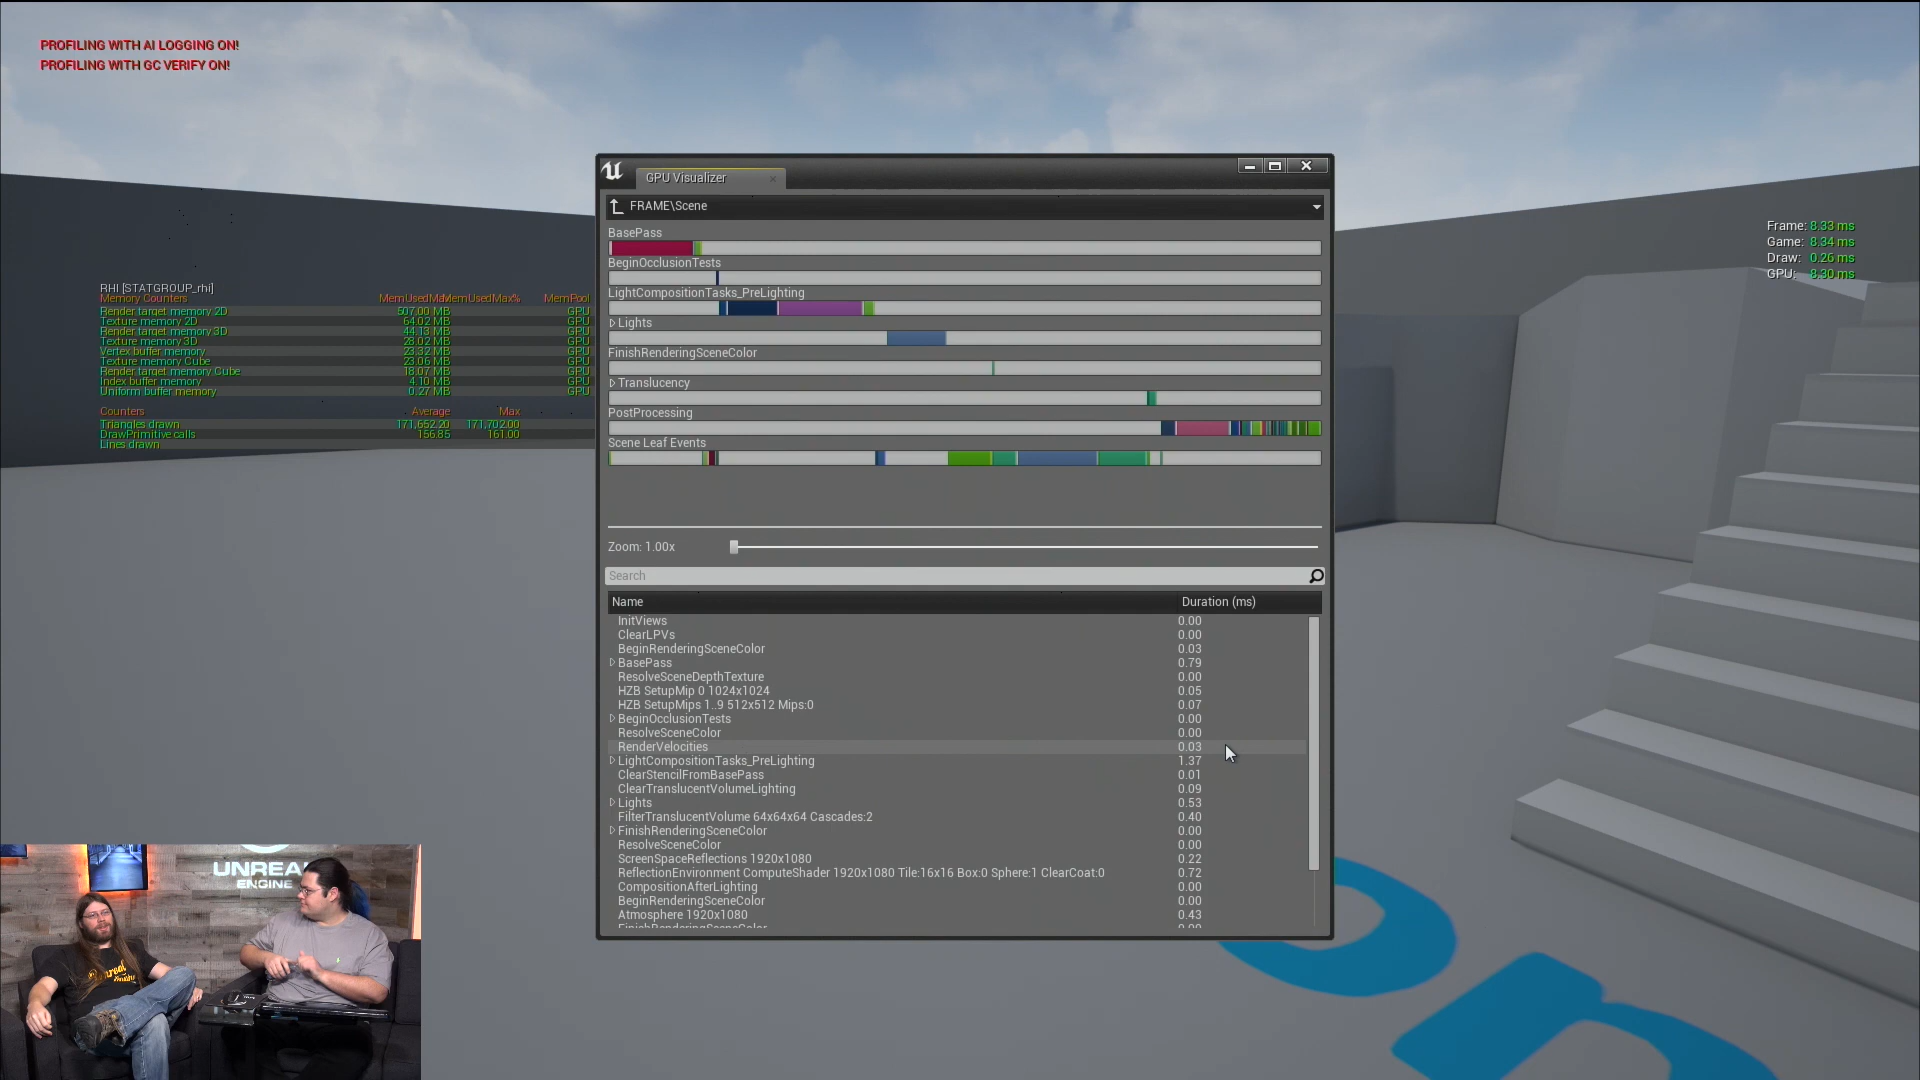 PROFILING WITH AI LOGGING ON!
PROFILING WITH GC VERIFY ON!
GPU Visualizer
FRAME\Scene
BasePass
BeginOcclusionTests
LightCompositionTasks_PreLighting
Lights
FinishRenderingSceneColor
Translucency
PostProcessing
Scene Leaf Events
Zoom: 1.00x
Search
Name Duration (ms)
InitViews 0.00
ClearLPVs 0.00
BeginRenderingSceneColor 0.03
BasePass 0.79
ResolveSceneDepthTexture 0.00
HZB SetupMip 0 1024x1024 0.05
HZB SetupMips 1..9 512x512 Mips:0 0.07
BeginOcclusionTests 0.00
ResolveSceneColor 0.00
RenderVelocities 0.03
LightCompositionTasks_PreLighting 1.37
ClearStencilFromBasePass 0.01
ClearTranslucentVolumeLighting 0.09
Lights 0.53
FilterTranslucentVolume 64x64x64 Cascades:2 0.40
FinishRenderingSceneColor 0.00
ResolveSceneColor 0.00
ScreenSpaceReflections 1920x1080 0.22
ReflectionEnvironment ComputeShader 1920x1080 Tile:16x16 Box:0 Sphere:1 ClearCoat:0 0.72
CompositionAfterLighting 0.00
BeginRenderingSceneColor 0.00
Atmosphere 1920x1080 0.43
FinishRenderingSceneColor 0.00
Frame: 8.33 ms
Game: 8.34 ms
Draw: 0.26 ms
GPU: 8.30 ms
RHI [STATGROUP_rhi]
Memory Counters MemUsedMax% MemPool
Render target memory 2D 507.00 MB GPU
Texture memory 2D 64.02 MB GPU
Render target memory 3D 44.13 MB GPU
Texture memory 3D 28.02 MB GPU
Vertex buffer memory 23.32 MB GPU
Texture memory Cube 23.06 MB GPU
Render target memory Cube 18.07 MB GPU
Index buffer memory 4.10 MB GPU
Uniform buffer memory 0.27 MB GPU
Counters Average Max
Triangles drawn 171,652.20 171,702.00
DrawPrimitive calls 156.85 161.00
Lines drawn
UNREAL
ENGINE
on